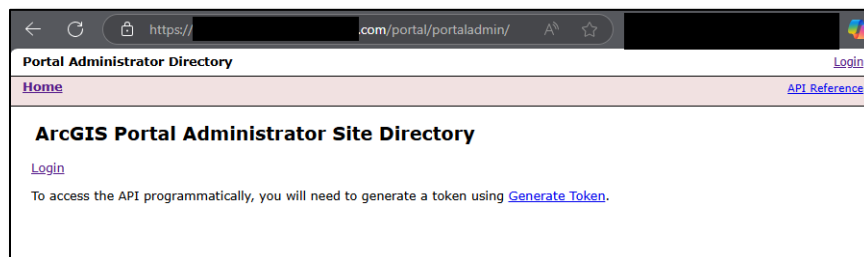 https:// .com/portal/portaladmin/
Portal Administrator Directory Login
Home API Reference
ArcGIS Portal Administrator Site Directory
Login
To access the API programmatically, you will need to generate a token using Generate Token.